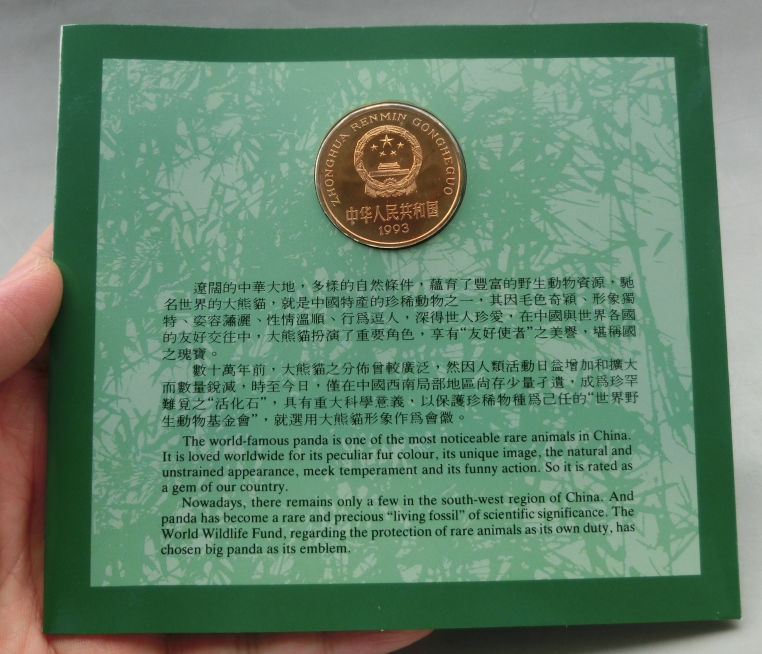 ZHONGHUA RENMIN GONGHEGUO
中华人民共和国
1993
遼闊的中華大地，多樣的自然條件，蘊育了豐富的野生動物資源，馳
名世界的大熊貓，就是中國特產的珍稀動物之一，其因毛色奇穎、形象獨
特、姿容蕭灑、性情溫順、行爲逗人，深得世人珍愛，在中國與世界各國
的友好交往中，大熊貓扮演了重要角色，享有“友好使者”之美譽，堪稱國
之瑰寶。
數十萬年前，大熊貓之分佈曾較廣泛，然因人類活動日益增加和擴大
而數量銳減，時至今日，僅在中國西南局部地區尚存少量孑遺，成爲珍罕
難覓之“活化石”，具有重大科學意義，以保護珍稀物種爲己任的“世界野
生動物基金會”，就選用大熊貓形象作爲會徽。
The world-famous panda is one of the most noticeable rare animals in China.
It is loved worldwide for its peculiar fur colour, its unique image, the natural and
unstrained appearance, meek temperament and its funny action. So it is rated as
a gem of our country.
Nowadays, there remains only a few in the south-west region of China. And
panda has become a rare and precious “living fossil” of scientific significance. The
World Wildlife Fund, regarding the protection of rare animals as its own duty, has
chosen big panda as its emblem.